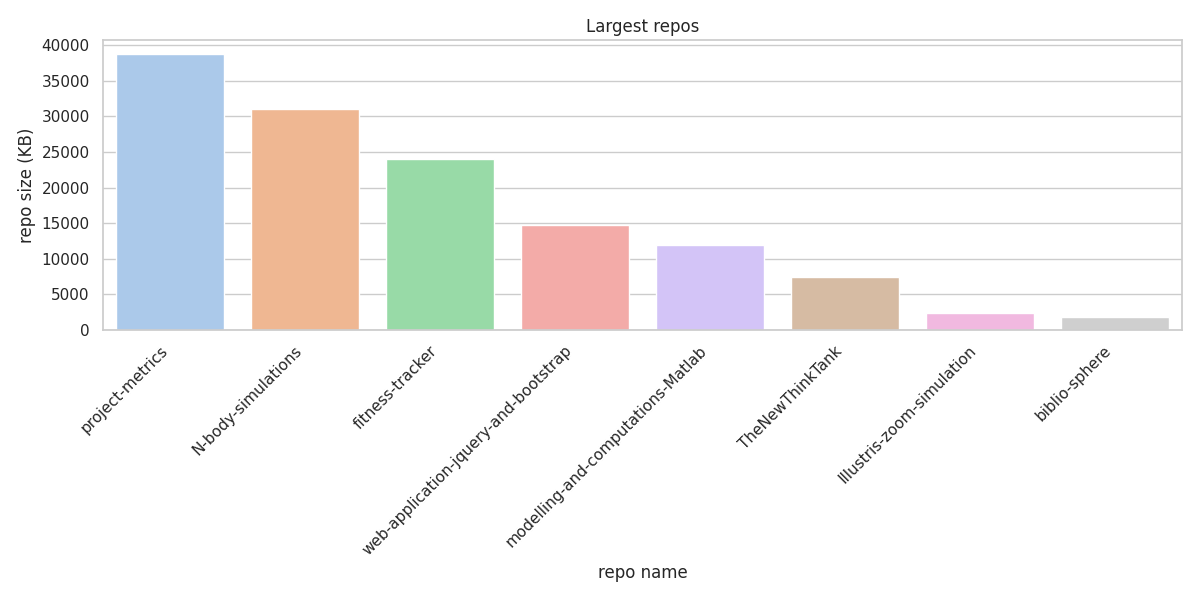 Largest repos
repo size (KB)
40000
35000
30000
25000
20000
15000
10000
5000
0
project-metrics
N-body-simulations
fitness-tracker
web-application-jquery-and-bootstrap
modelling-and-computations-Matlab
TheNewThinkTank
Illustris-zoom-simulation
biblio-sphere
repo name